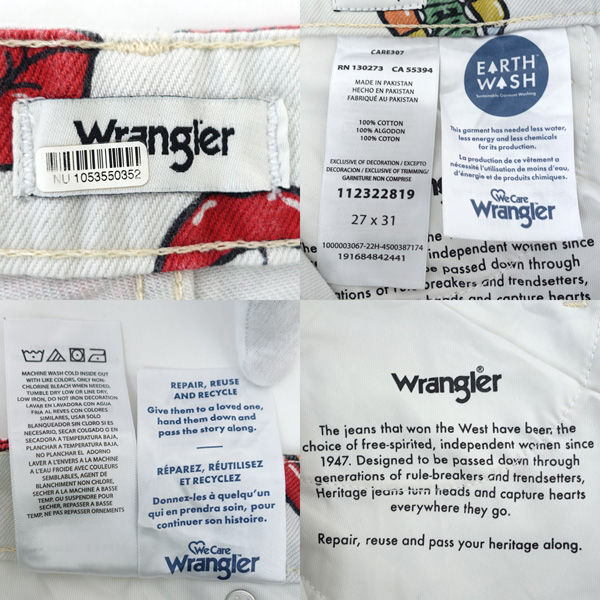 Wrangler
NU 1053550352
CARE307
RN 130273 CA 55394
MADE IN PAKISTAN
HECHO EN PAKISTAN
FABRIQUÉ AU PAKISTAN
100% COTTON
100% ALGODON
100% COTON
EXCLUSIVE OF DECORATION / EXCEPTO
DECORACION / EXCLUSIVE OF TRIMMING/
GARNITURE NON COMPRISE
112322819
27 x 31
1000003067-22H-4500387174
191684842441
EARTH
WASH
Sustainable Garment Washing
This garment has needed less water,
less energy and less chemicals
for its production.
La production de ce vêtement a
nécessité l'utilisation de moins d'eau,
d'énergie et de produits chimiques.
We Care
Wrangler
independent women since
be passed down through
rations of rule-breakers and trendsetters,
and capture hearts
MACHINE WASH COLD INSIDE OUT
WITH LIKE COLORS, ONLY NON-
CHLORINE BLEACH WHEN NEEDED,
TUMBLE DRY LOW OR LINE DRY,
LOW IRON, DO NOT IRON DECORATION
LAVAR EN LAVADORA CON AGUA
FRIA AL REVES CON COLORES
SIMILARES, USAR SOLO
BLANQUEADOR SIN CLORO SI ES
NECESARIO, SECAR COLGADO O EN
SECADORA A TEMPERATURA BAJA,
PLANCHAR A TEMPERATURA BAJA,
NO PLANCHAR EL ADORNO
LAVER A L'ENVERS A LA MACHINE
A L'EAU FROIDE AVEC COULEURS
SEMBLABLES, AGENT DE
BLANCHIMENT NON CHLORE,
SECHER A LA MACHINE A BASSE
TEMP. OU SUSPENDRE POUR
SECHER, REPASSER A BASSE
TEMP, NE PAS REPASSER ORNEMENTS
REPAIR, REUSE
AND RECYCLE
Give them to a loved one,
hand them down and
pass the story along.
RÉPAREZ, RÉUTILISEZ
ET RECYCLEZ
Donnez-les à quelqu'un
qui en prendra soin, pour
continuer son histoire.
We Care
Wrangler
Wrangler®
The jeans that won the West have been the
choice of free-spirited, independent women since
1947. Designed to be passed down through
generations of rule-breakers and trendsetters,
Heritage jeans turn heads and capture hearts
everywhere they go.
Repair, reuse and pass your heritage along.